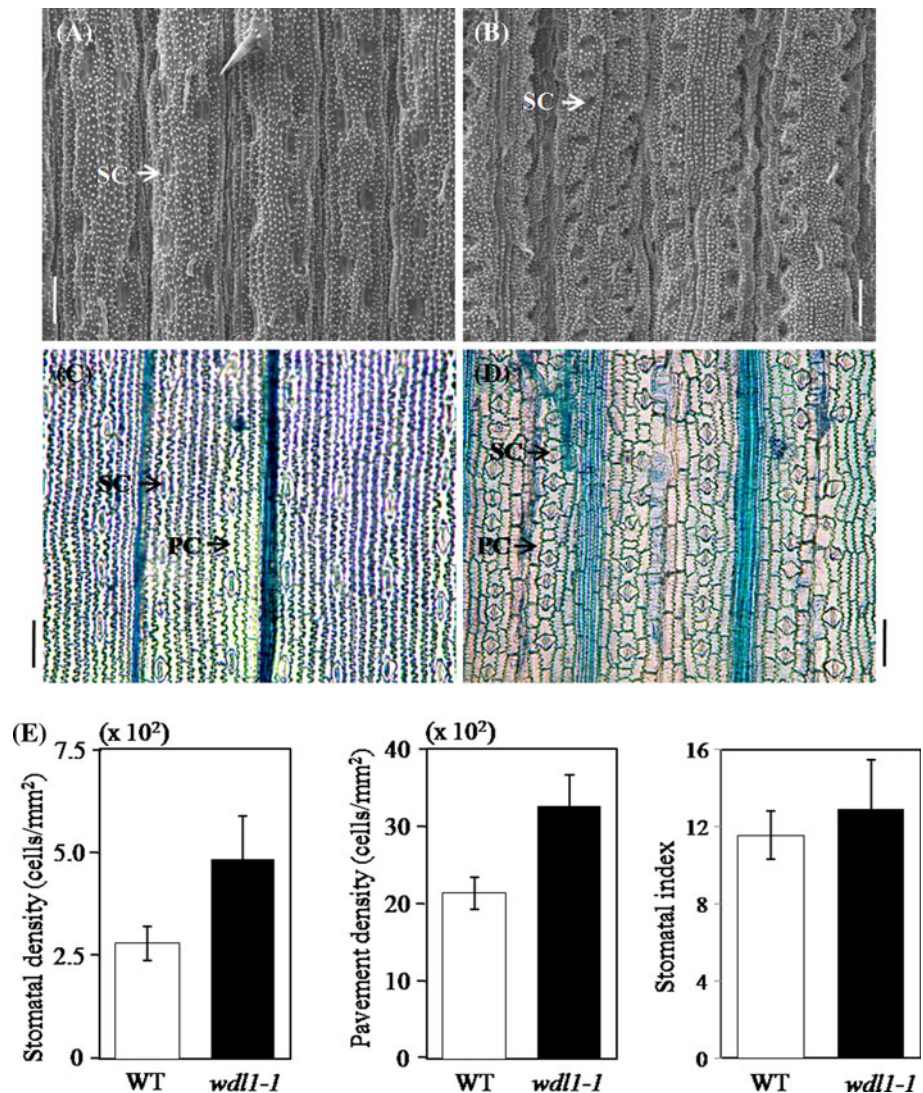 (A)
SC
(B)
SC
(C)
SC
PC
(D)
SC
PC
(E)
(x 10²)
Stomatal density (cells/mm²)
7.5
5.0
2.5
0
WT
wdl1-1
(x 10²)
Pavement density (cells/mm²)
40
30
20
10
0
WT
wdl1-1
Stomatal index
16
12
8
4
0
WT
wdl1-1